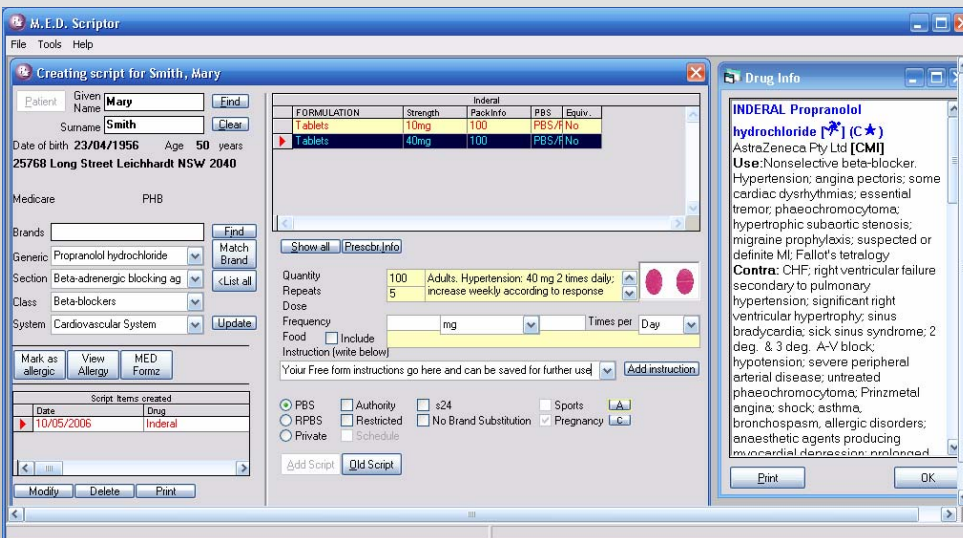 M.E.D. Scriptor
File Tools Help
Creating script for Smith, Mary
Patient
Given Name Mary Find
Surname Smith Clear
Date of birth 23/04/1956 Age 50 years
25768 Long Street Leichhardt NSW 2040
Medicare PHB
Brands Find
Generic Propranolol hydrochloride Match Brand
Section Beta-adrenergic blocking ag <List all
Class Beta-blockers
System Cardiovascular System Update
Mark as allergic View Allergy MED Formz
Script Items created
Date Drug
10/05/2006 Inderal
Modify Delete Print
Inderal
FORMULATION Strength PackInfo PBS Equiv.
Tablets 10mg 100 PBS/F No
Tablets 40mg 100 PBS/F No
Show all Prescbr.Info
Quantity 100 Adults. Hypertension: 40 mg 2 times daily;
Repeats 5 increase weekly according to response
Dose
Frequency mg Times per Day
Food Include
Instruction (write below)
Yoiur Free form instructions go here and can be saved for further use Add instruction
PBS Authority s24 Sports A
RPBS Restricted No Brand Substitution Pregnancy C
Private Schedule
Add Script Old Script
Drug Info
INDERAL Propranolol
hydrochloride [ ] (C★)
AstraZeneca Pty Ltd [CMI]
Use:Nonselective beta-blocker.
Hypertension; angina pectoris; some
cardiac dysrhythmias; essential
tremor; phaeochromocytoma;
hypertrophic subaortic stenosis;
migraine prophylaxis; suspected or
definite MI; Fallot's tetralogy
Contra: CHF; right ventricular failure
secondary to pulmonary
hypertension; significant right
ventricular hypertrophy; sinus
bradycardia; sick sinus syndrome; 2
deg. & 3 deg. A-V block;
hypotension; severe peripheral
arterial disease; untreated
phaeochromocytoma; Prinzmetal
angina; shock; asthma,
bronchospasm, allergic disorders;
anaesthetic agents producing
myocardial depression; prolonged
Print OK